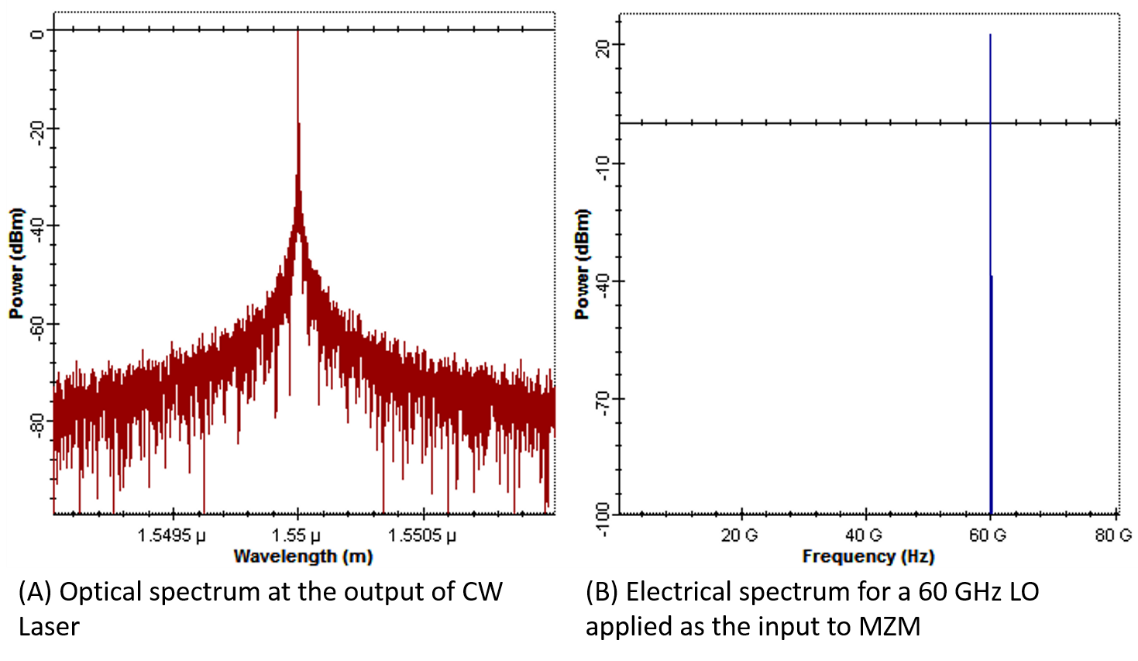 0
-20
-40
-60
-80
Power (dBm)
1.5495 µ
1.55 µ
1.5505 µ
Wavelength (m)
20
-10
-40
-70
-100
Power (dBm)
20 G
40 G
60 G
80 G
Frequency (Hz)
(A) Optical spectrum at the output of CW
Laser
(B) Electrical spectrum for a 60 GHz LO
applied as the input to MZM